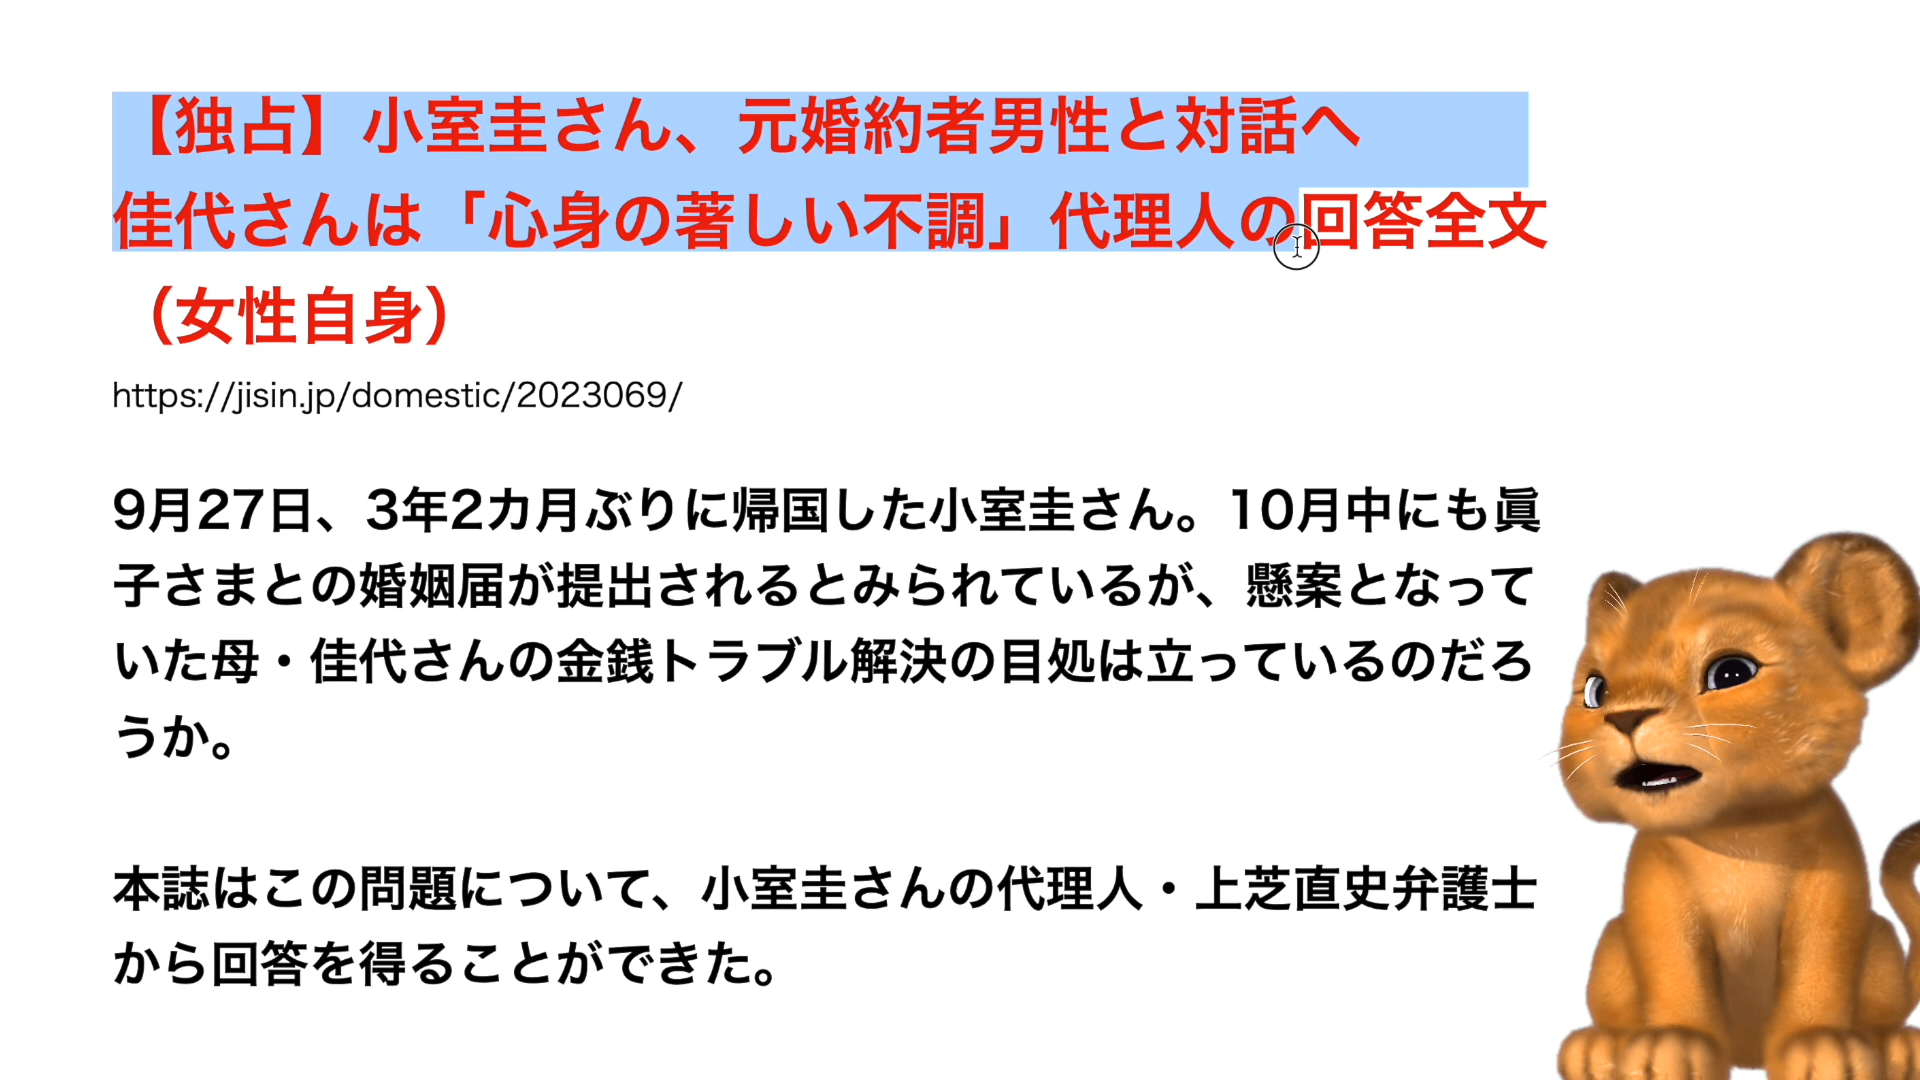 【独占】小室圭さん、元婚約者男性と対話へ
佳代さんは「心身の著しい不調」代理人の回答全文
（女性自身）
https://jisin.jp/domestic/2023069/
9月27日、3年2カ月ぶりに帰国した小室圭さん。10月中にも眞
子さまとの婚姻届が提出されるとみられているが、懸案となって
いた母・佳代さんの金銭トラブル解決の目処は立っているのだろ
うか。
本誌はこの問題について、小室圭さんの代理人・上芝直史弁護士
から回答を得ることができた。